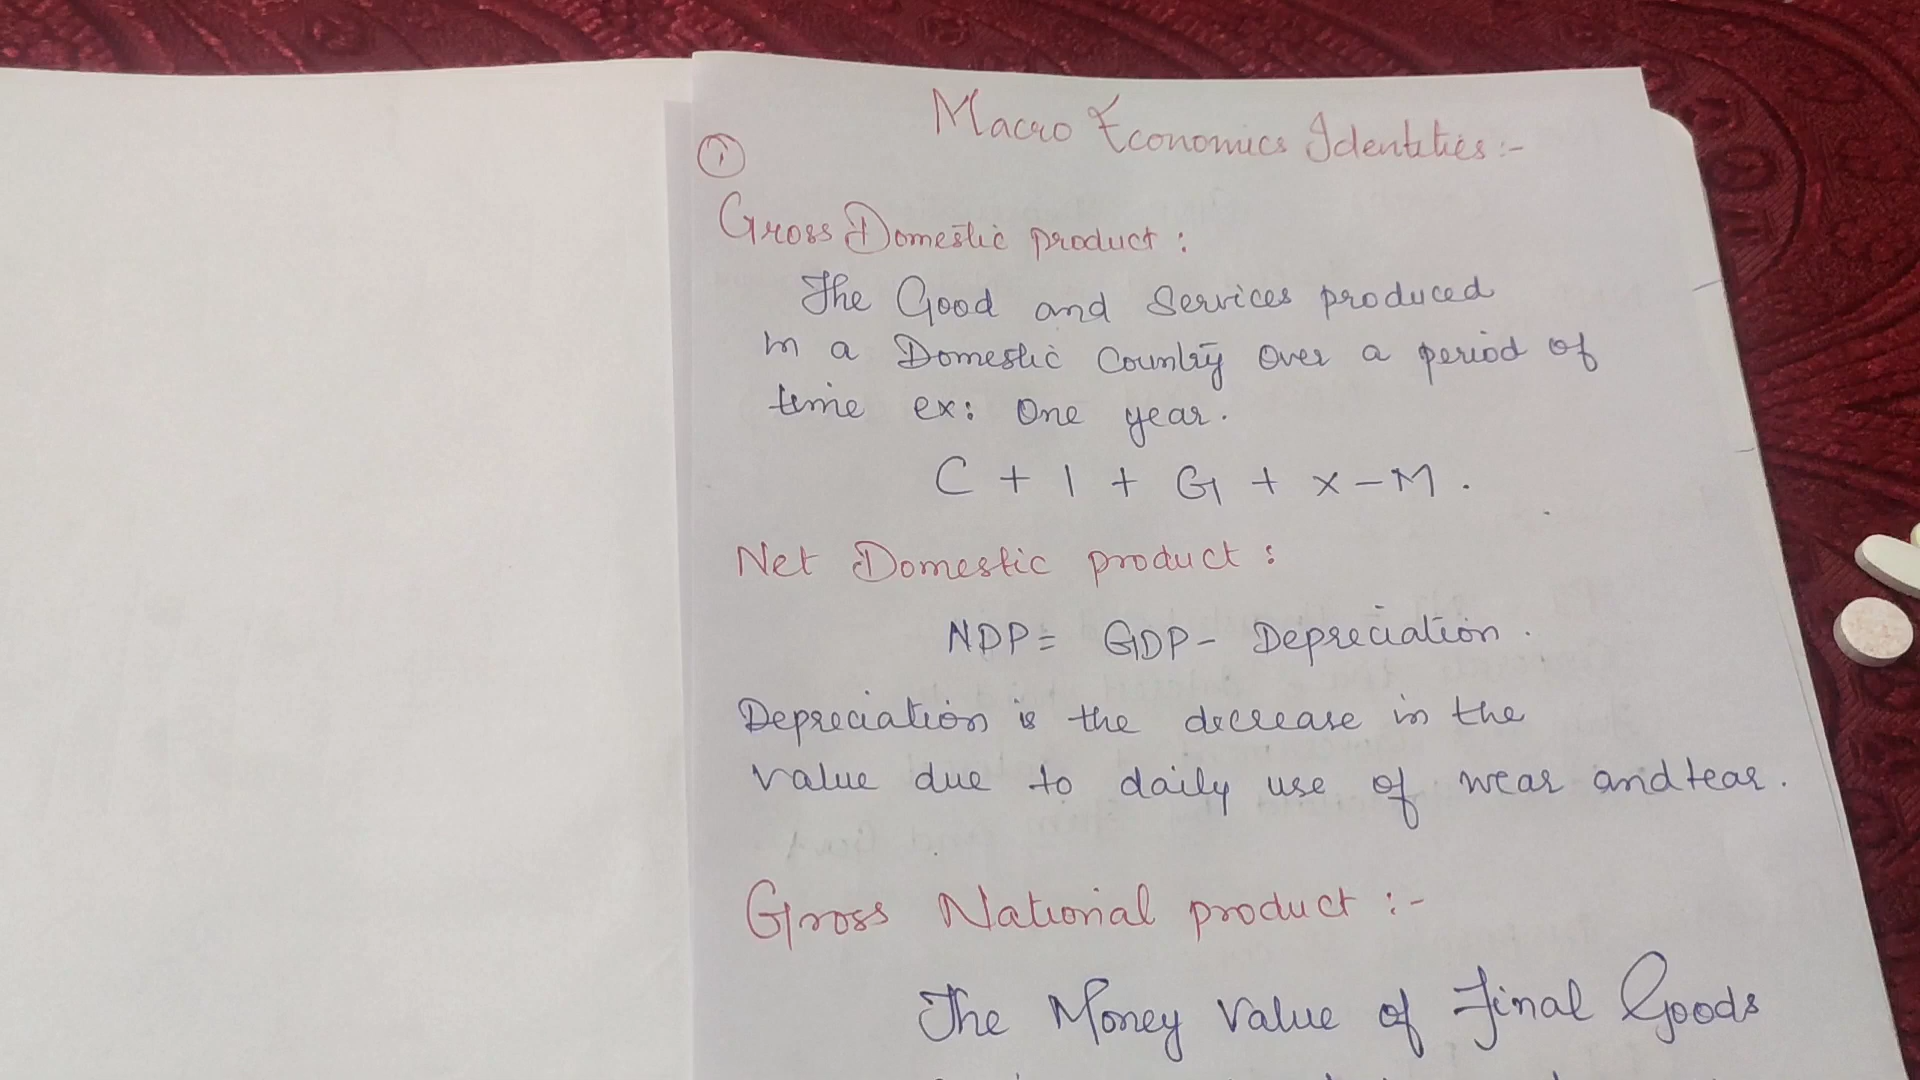 Macro Economics Identities :-
1
Gross Domestic product :
The Good and Services produced
in a Domestic Country Over a period of
time ex: One year.
C + I + G + x - M .
Net Domestic product :
NDP = GDP - Depreciation .
Depreciation is the decrease in the
value due to daily use of wear and tear .
Gross National product :-
The Money Value of Final Goods